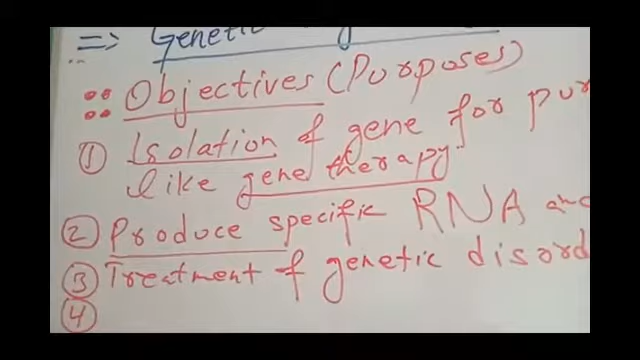 => Genetic
:: Objectives (Purposes)
① Isolation of gene for pur
like gene therapy
② Produce specific RNA and
③ Treatment of genetic disord
④